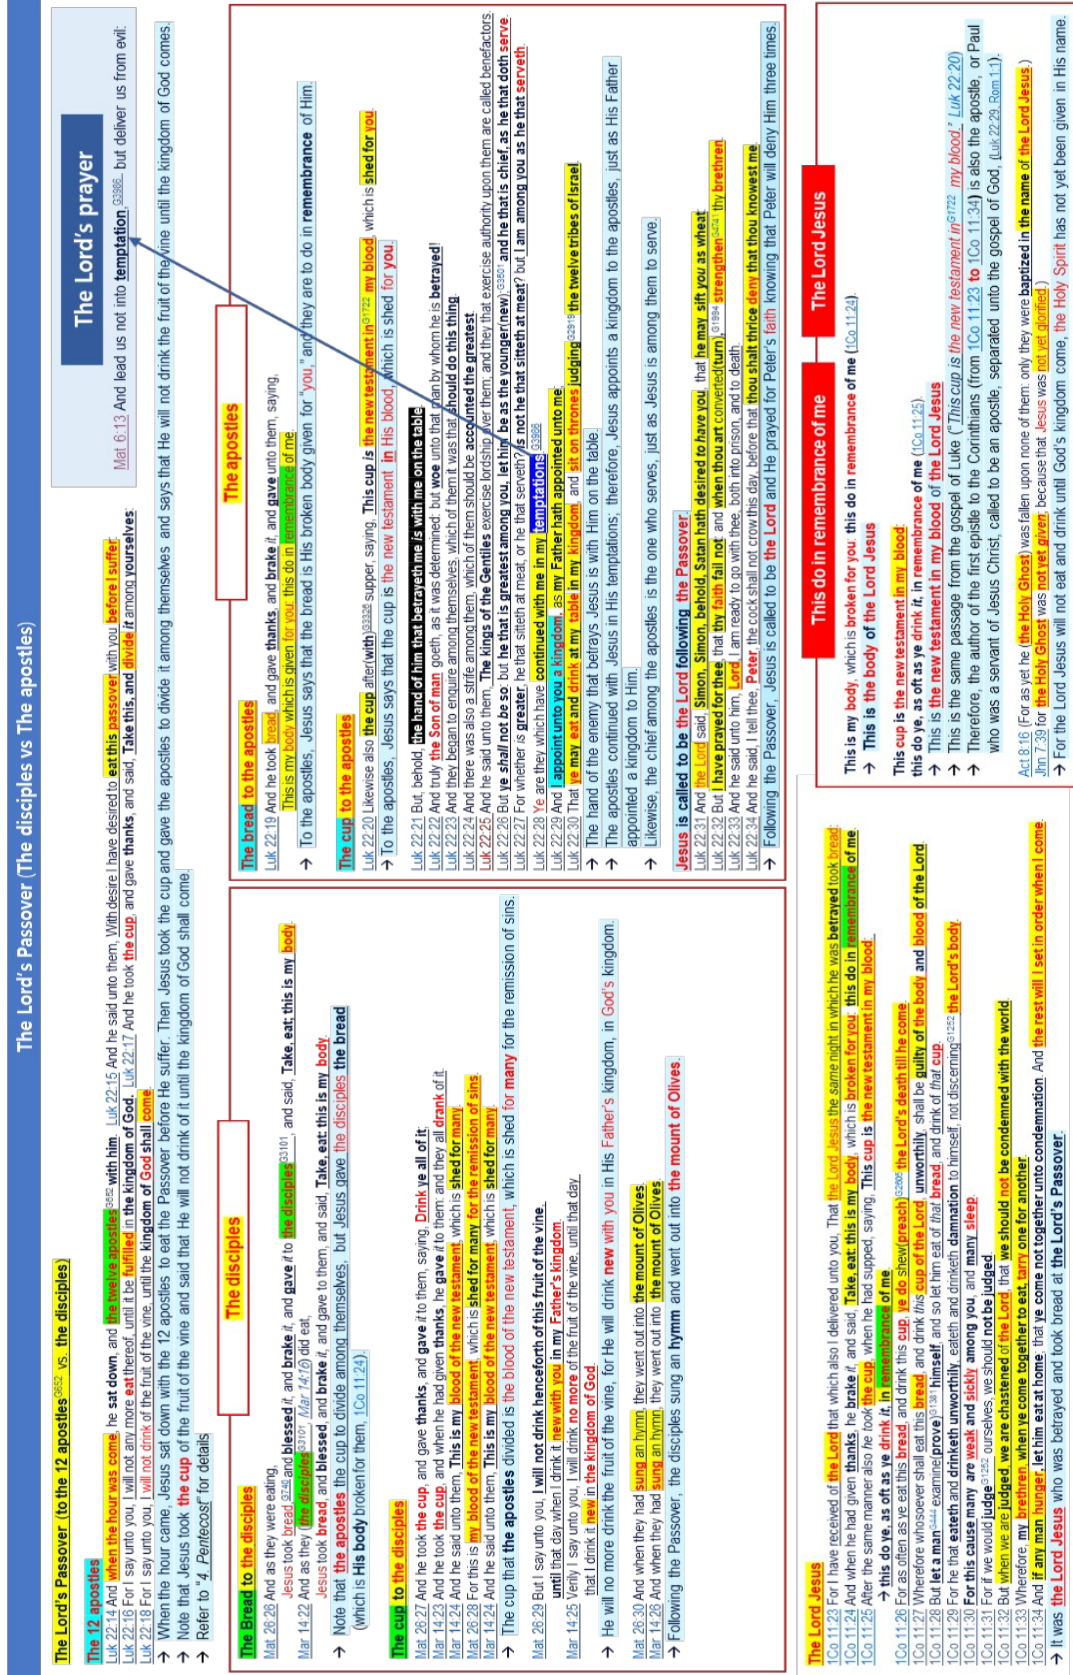 The Lord's Passover (The disciples vs The apostles)
The Lord's Passover (to the 12 apostlesG652 vs. the disciples)
The 12 apostles
Luk 22:14 And when the hour was come, he sat down, and the twelve apostlesG652 with him. Luk 22:15 And he said unto them, With desire I have desired to eat this passover with you before I suffer:
Luk 22:16 For I say unto you, I will not any more eat thereof, until it be fulfilled in the kingdom of God. Luk 22:17 And he took the cup, and gave thanks, and said, Take this, and divide it among yourselves:
Luk 22:18 For I say unto you, I will not drink of the fruit of the vine, until the kingdom of God shall come.
→ When the hour came, Jesus sat down with the 12 apostles to eat the Passover before He suffer. Then Jesus took the cup and gave the apostles to divide it among themselves and says that He will not drink the fruit of the vine until the kingdom of God comes.
→ Note that Jesus took the cup of the fruit of the vine and said that He will not drink of it until the kingdom of God shall come.
→ Refer to "4. Pentecost" for details
The Lord's prayer
Mat 6:13 And lead us not into temptation,G3986 but deliver us from evil:
The disciples
The Bread to the disciples
Mat 26:26 And as they were eating,
Jesus took bread,G740 and blessed it, and brake it, and gave it to the disciplesG3101, and said, Take, eat; this is my body.
Mar 14:22 And as they (the disciplesG3101, Mar 14:16) did eat,
Jesus took bread, and blessed, and brake it, and gave to them, and said, Take, eat: this is my body.
→ Note that the apostles the cup to divide among themselves, but Jesus gave the disciples the bread
(which is His body broken for them, 1Co 11:24).
The cup to the disciples
Mat 26:27 And he took the cup, and gave thanks, and gave it to them, saying, Drink ye all of it;
Mar 14:23 And he took the cup, and when he had given thanks, he gave it to them: and they all drank of it.
Mar 14:24 And he said unto them, This is my blood of the new testament, which is shed for many.
Mat 26:28 For this is my blood of the new testament, which is shed for many for the remission of sins.
Mar 14:24 And he said unto them, This is my blood of the new testament, which is shed for many.
→ The cup that the apostles divided is the blood of the new testament, which is shed for many for the remission of sins.
Mat 26:29 But I say unto you, I will not drink henceforth of this fruit of the vine,
until that day when I drink it new with you in my Father's kingdom.
Mar 14:25 Verily I say unto you, I will drink no more of the fruit of the vine, until that day
that I drink it new in the kingdom of God.
→ He will no more drink the fruit of the vine, for He will drink new with you in His Father's kingdom, in God's kingdom.
Mat 26:30 And when they had sung an hymn, they went out into the mount of Olives.
Mar 14:26 And when they had sung an hymn, they went out into the mount of Olives.
→ Following the Passover, the disciples sung an hymn and went out into the mount of Olives.
The apostles
The bread to the apostles
Luk 22:19 And he took bread, and gave thanks, and brake it, and gave unto them, saying,
This is my body which is given for you: this do in remembrance of me.
→ To the apostles, Jesus says that the bread is His broken body given for "you," and they are to do in remembrance of Him.
The cup to the apostles
Luk 22:20 Likewise also the cup after(with)G3326 supper, saying, This cup is the new testament inG1722 my blood, which is shed for you.
→ To the apostles, Jesus says that the cup is the new testament in His blood, which is shed for you.
Luk 22:21 But, behold, the hand of him that betrayeth me is with me on the table.
Luk 22:22 And truly the Son of man goeth, as it was determined: but woe unto that man by whom he is betrayed!
Luk 22:23 And they began to enquire among themselves, which of them it was that should do this thing.
Luk 22:24 And there was also a strife among them, which of them should be accounted the greatest.
Luk 22:25 And he said unto them, The kings of the Gentiles exercise lordship over them; and they that exercise authority upon them are called benefactors.
Luk 22:26 But ye shall not be so: but he that is greatest among you, let him be as the younger(new);G3501 and he that is chief, as he that doth serve.
Luk 22:27 For whether is greater, he that sitteth at meat, or he that serveth? is not he that sitteth at meat? but I am among you as he that serveth.
Luk 22:28 Ye are they which have continued with me in my temptations.G3986
Luk 22:29 And I appoint unto you a kingdom, as my Father hath appointed unto me;
Luk 22:30 That ye may eat and drink at my table in my kingdom, and sit on thrones judgingG2919 the twelve tribes of Israel.
→ The hand of the enemy that betrays Jesus is with Him on the table.
→ The apostles continued with Jesus in His temptations; therefore, Jesus appoints a kingdom to the apostles, just as His Father
appointed a kingdom to Him.
→ Likewise, the chief among the apostles is the one who serves, just as Jesus is among them to serve.
Jesus is called to be the Lord following the Passover
Luk 22:31 And the Lord said, Simon, Simon, behold, Satan hath desired to have you, that he may sift you as wheat:
Luk 22:32 But I have prayed for thee, that thy faith fail not: and when thou art converted(turn),G1994 strengthenG4741 thy brethren.
Luk 22:33 And he said unto him, Lord, I am ready to go with thee, both into prison, and to death.
Luk 22:34 And he said, I tell thee, Peter, the cock shall not crow this day, before that thou shalt thrice deny that thou knowest me.
→ Following the Passover, Jesus is called to be the Lord and He prayed for Peter's faith knowing that Peter will deny Him three times.
The Lord Jesus
1Co 11:23 For I have received of the Lord that which also I delivered unto you, That the Lord Jesus the same night in which he was betrayed took bread:
1Co 11:24 And when he had given thanks, he brake it, and said, Take, eat: this is my body, which is broken for you: this do in remembrance of me.
1Co 11:25 After the same manner also he took the cup, when he had supped, saying, This cup is the new testament in my blood:
→ this do ye, as oft as ye drink it, in remembrance of me.
1Co 11:26 For as often as ye eat this bread, and drink this cup, ye do shew(preach)G2605 the Lord's death till he come.
1Co 11:27 Wherefore whosoever shall eat this bread, and drink this cup of the Lord, unworthily, shall be guilty of the body and blood of the Lord.
1Co 11:28 But let a manG444 examine(prove)G1381 himself, and so let him eat of that bread, and drink of that cup.
1Co 11:29 For he that eateth and drinketh unworthily, eateth and drinketh damnation to himself, not discerningG1252 the Lord's body.
1Co 11:30 For this cause many are weak and sickly among you, and many sleep.
1Co 11:31 For if we would judgeG1252 ourselves, we should not be judged.
1Co 11:32 But when we are judged, we are chastened of the Lord, that we should not be condemned with the world.
1Co 11:33 Wherefore, my brethren, when ye come together to eat, tarry one for another.
1Co 11:34 And if any man hunger, let him eat at home; that ye come not together unto condemnation. And the rest will I set in order when I come.
→ It was the Lord Jesus who was betrayed and took bread at the Lord's Passover.
This do in remembrance of me
The Lord Jesus
This is my body, which is broken for you: this do in remembrance of me (1Co 11:24).
→ This is the body of the Lord Jesus
This cup is the new testament in my blood:
this do ye, as oft as ye drink it, in remembrance of me (1Co 11:25).
→ This is the new testament in my blood of the Lord Jesus
→ This is the same passage from the gospel of Luke ("This cup is the new testament inG1722 my blood," Luk 22:20)
→ Therefore, the author of the first epistle to the Corinthians (from 1Co 11:23 to 1Co 11:34) is also the apostle, or Paul
who was a servant of Jesus Christ, called to be an apostle, separated unto the gospel of God, (Luk 22:29, Rom 1:1).
Act 8:16 (For as yet he (the Holy Ghost) was fallen upon none of them: only they were baptized in the name of the Lord Jesus.)
Jhn 7:39 for the Holy Ghost was not yet given; because that Jesus was not yet glorified.)
→ For the Lord Jesus will not eat and drink until God's kingdom come, the Holy Spirit has not yet been given in His name.